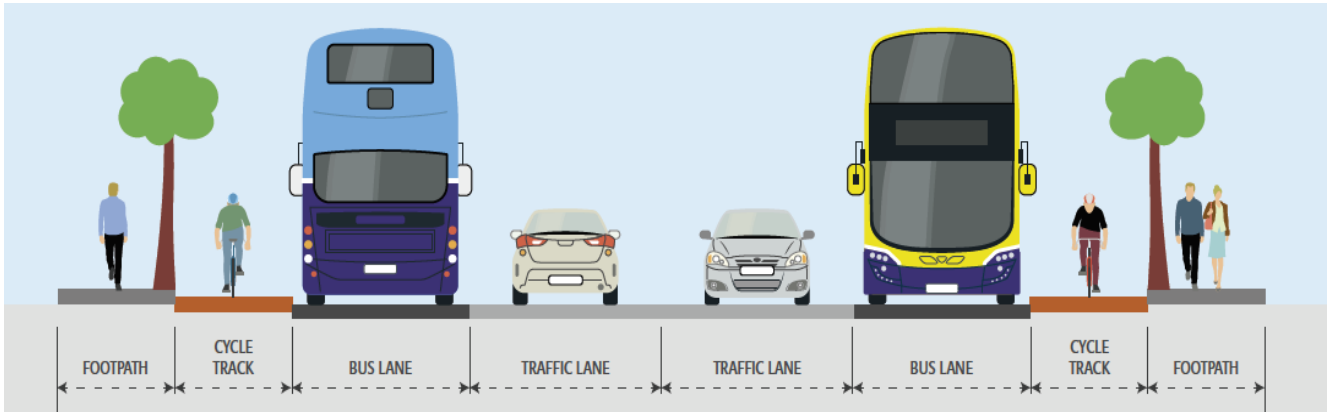 FOOTPATH
CYCLE
TRACK
BUS LANE
TRAFFIC LANE
TRAFFIC LANE
BUS LANE
CYCLE
TRACK
FOOTPATH